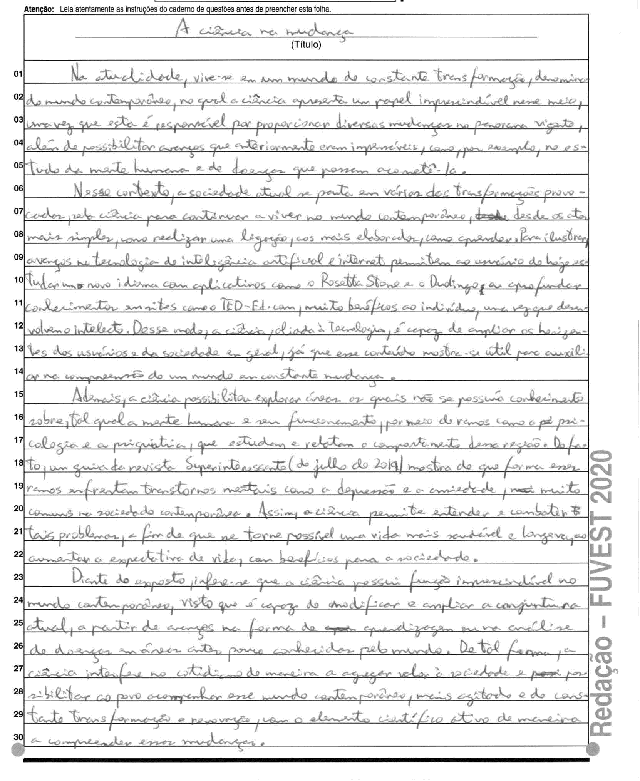 Atenção: Leia atentamente as instruções do caderno de questões antes de preencher esta folha.
A ciência na mudança
(Título)
01 Na atualidade, vive-se em um mundo de constante transformação, denomina
02 do mundo contemporâneo, no qual a ciência apresenta um papel imprescindível nesse meio,
03 uma vez que esta é responsável por proporcionar diversas mudanças no panorama vigente,
04 além de possibilitar avanços que anteriormente eram impensáveis, como, por exemplo, no es-
05 tudo da mente humana e de doenças que possam acometê-la.
06 Nesse contexto, a sociedade atual se pauta em várias das transformações provo-
07 cadas pela ciência para continuar a viver no mundo contemporâneo, desde os atos
08 mais simples, como realizar uma ligação, aos mais elaborados, como aprender. Para ilustrar,
09 avanços na tecnologia de inteligência artificial e internet permitem ao usuário de hoje es-
10 tudar um novo idioma com aplicativos como o Rosetta Stone e o Duolingo, ou aprofundar
11 conhecimentos em sites como o TED-Ed.com, muito benéficos ao indivíduo, uma vez que desen-
12 volvem o intelecto. Desse modo, a ciência, aliada à tecnologia, é capaz de ampliar os horizon-
13 tes dos usuários e da sociedade em geral, já que esse conteúdo mostra-se útil para auxili-
14 ar na compreensão de um mundo em constante mudança.
15 Ademais, a ciência possibilitou explorar áreas as quais não se possuía conhecimento
16 sobre, tal qual a mente humana e seu funcionamento, por meio de ramos como a psi-
17 cologia e a psiquiatria, que estudam e relatam o comportamento dessa região. De fa-
18 to, um guia da revista Superinteressante (de julho de 2019) mostra de que forma esses
19 ramos enfrentam transtornos mentais como a depressão e a ansiedade, muito
20 comuns na sociedade contemporânea. Assim, a ciência permite entender e combater
21 tais problemas, a fim de que se torne possível uma vida mais saudável e longeva, ao
22 aumentar a expectativa de vida, com benefícios para a sociedade.
23 Diante do exposto, infere-se que a ciência possui função imprescindível no
24 mundo contemporâneo, visto que é capaz de modificar e ampliar a conjuntura
25 atual, a partir de avanços na forma de aprendizagem ou na análise
26 de doenças em áreas antes pouco conhecidas pelo mundo. De tal forma, a
27 ciência interfere no cotidiano de maneira a agregar valor à sociedade e pos-
28 sibilitar ao povo acompanhar esse mundo contemporâneo, mais agitado e de cons-
29 tante transformação e renovação, com o elemento científico ativo de maneira
30 a compreender essas mudanças.
Redação – FUVEST 2020